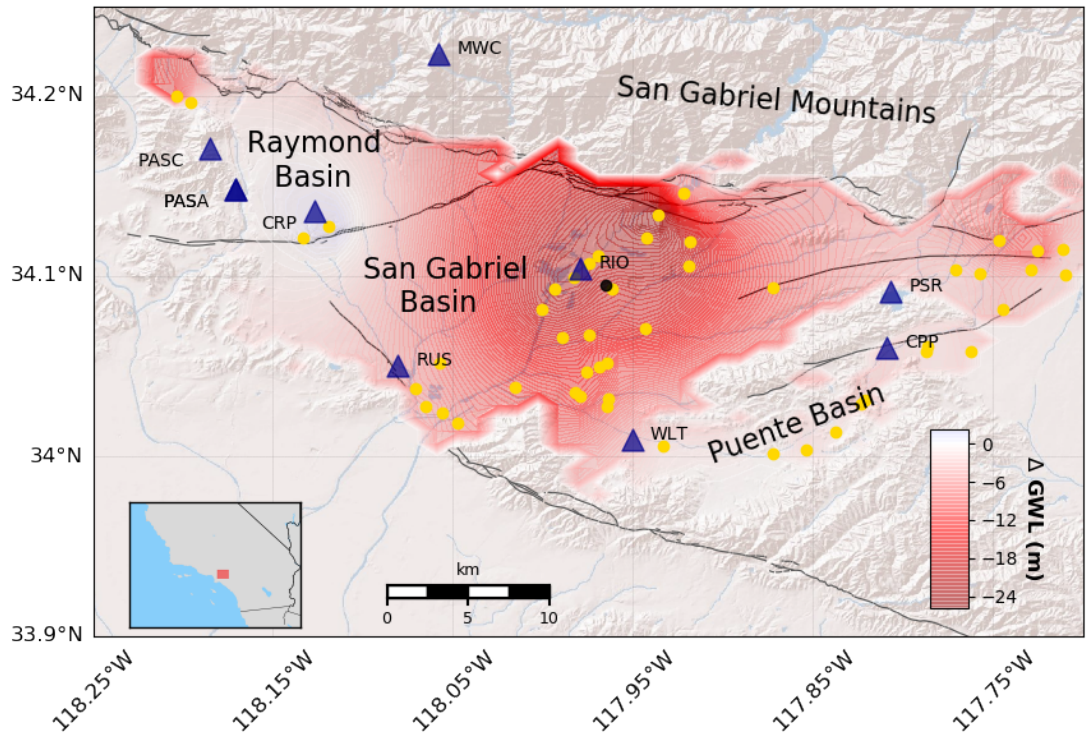 MWC
34.2°N
San Gabriel Mountains
Raymond
Basin
PASC
PASA
CRP
34.1°N
San Gabriel
Basin
RIO
PSR
RUS
CPP
WLT
Puente Basin
34°N
0
−6
−12
−18
−24
Δ GWL (m)
km
0
5
10
33.9°N
118.25°W
118.15°W
118.05°W
117.95°W
117.85°W
117.75°W